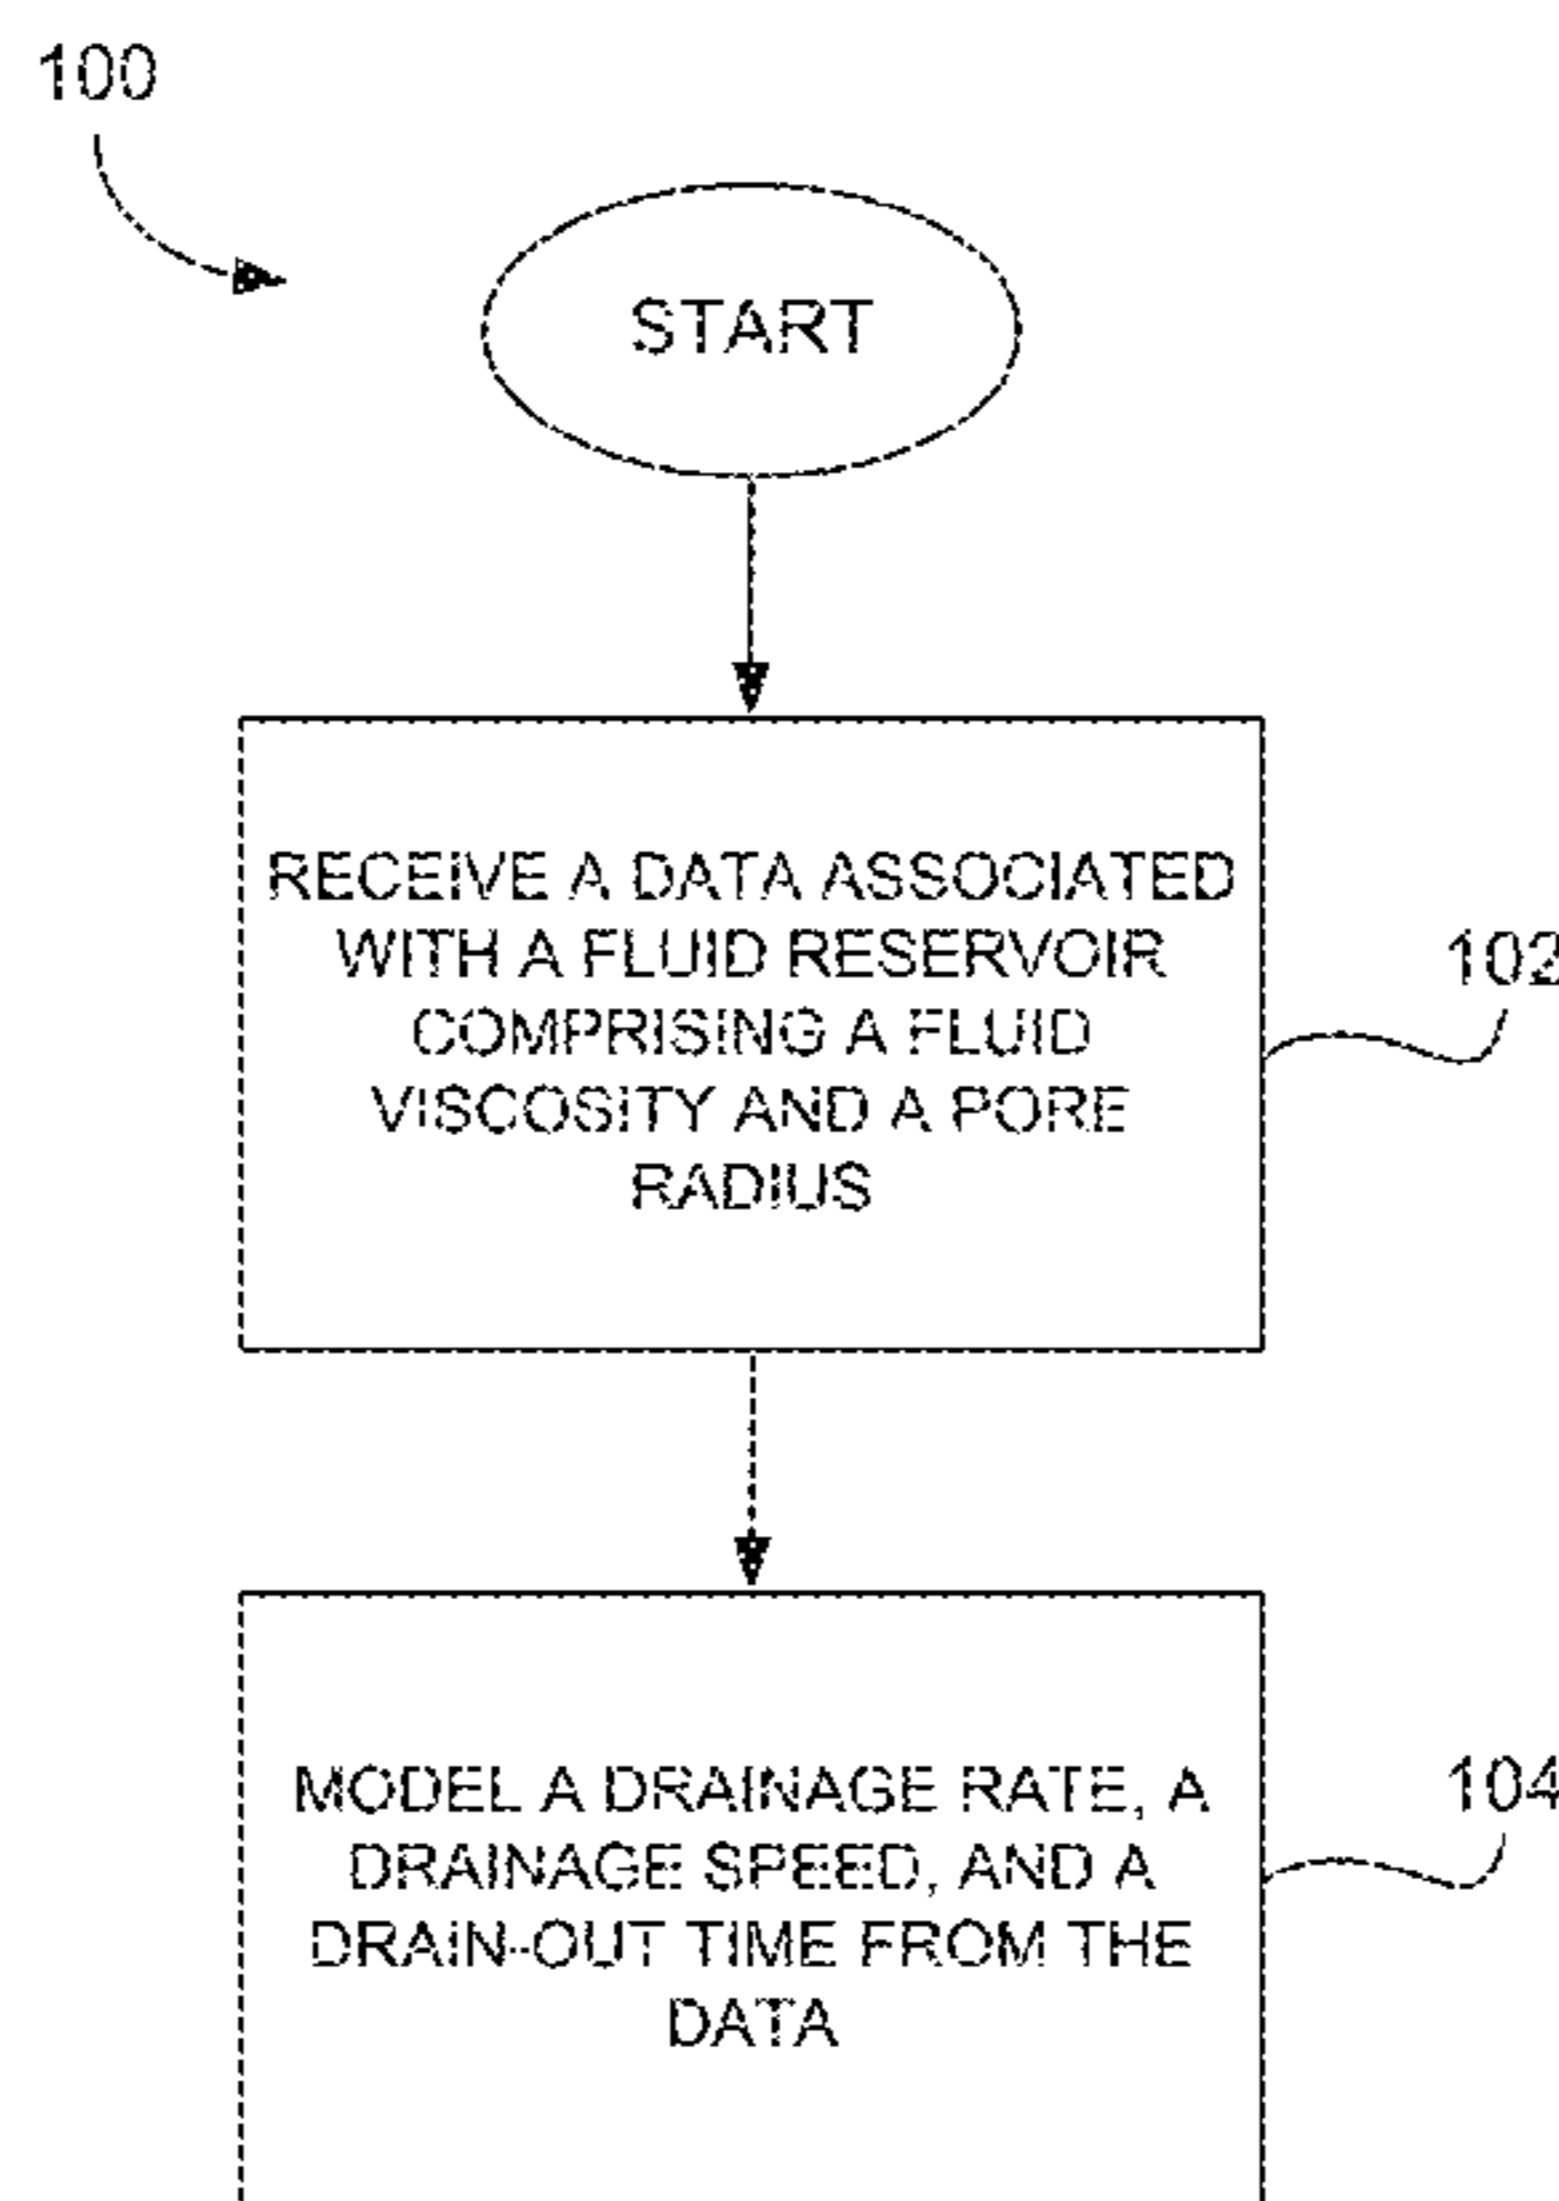 100
START
RECEIVE A DATA ASSOCIATED
WITH A FLUID RESERVOIR
COMPRISING A FLUID
VISCOSITY AND A PORE
RADIUS
102
MODEL A DRAINAGE RATE, A
DRAINAGE SPEED, AND A
DRAIN-OUT TIME FROM THE
DATA
104